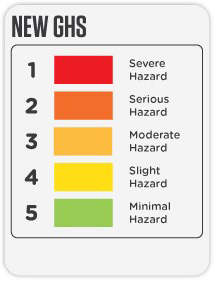 NEW GHS
1 Severe
Hazard
2 Serious
Hazard
3 Moderate
Hazard
4 Slight
Hazard
5 Minimal
Hazard